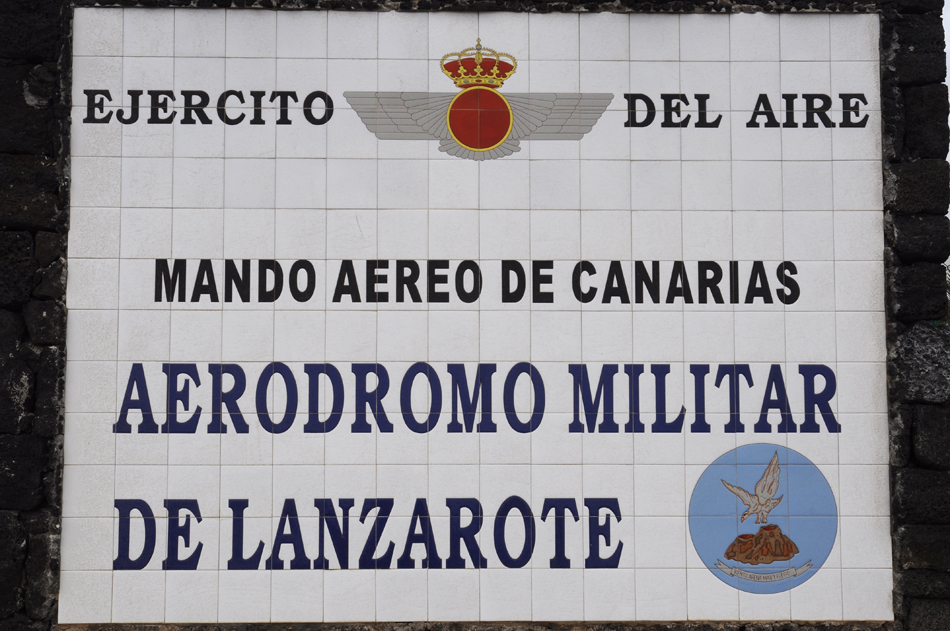 EJERCITO DEL AIRE
MANDO AEREO DE CANARIAS
AERODROMO MILITAR
DE LANZAROTE